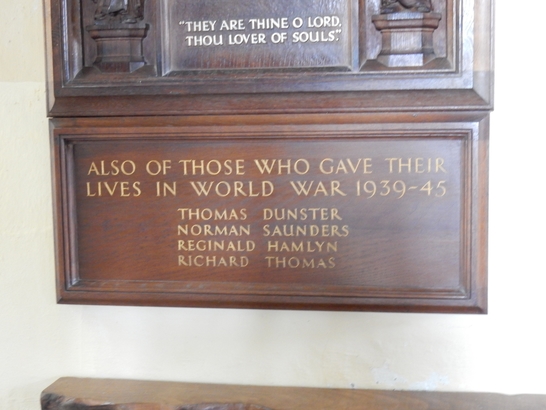 "THEY ARE THINE O LORD,
THOU LOVER OF SOULS."
ALSO OF THOSE WHO GAVE THEIR
LIVES IN WORLD WAR 1939-45
THOMAS DUNSTER
NORMAN SAUNDERS
REGINALD HAMLYN
RICHARD THOMAS